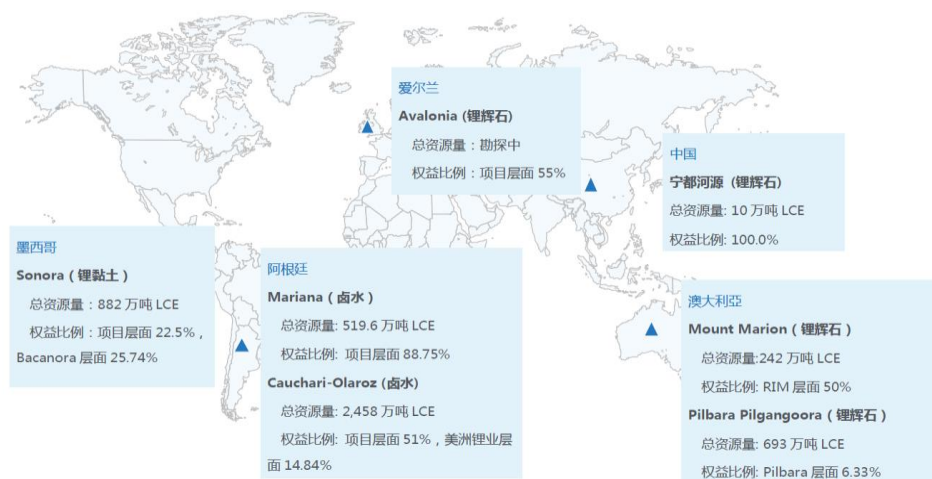 爱尔兰
Avalonia (锂辉石)
总资源量：勘探中
权益比例：项目层面 55%
中国
宁都河源 (锂辉石)
总资源量: 10 万吨 LCE
权益比例: 100.0%
墨西哥
Sonora（锂黏土）
总资源量：882 万吨 LCE
权益比例：项目层面 22.5%，
Bacanora 层面 25.74%
阿根廷
Mariana（卤水）
总资源量: 519.6 万吨 LCE
权益比例: 项目层面 88.75%
Cauchari-Olaroz (卤水)
总资源量: 2,458 万吨 LCE
权益比例: 项目层面 51%，美洲锂业层
面 14.84%
澳大利亞
Mount Marion（锂辉石）
总资源量:242 万吨 LCE
权益比例: RIM 层面 50%
Pilbara Pilgangoora（锂辉石）
总资源量: 693 万吨 LCE
权益比例: Pilbara 层面 6.33%